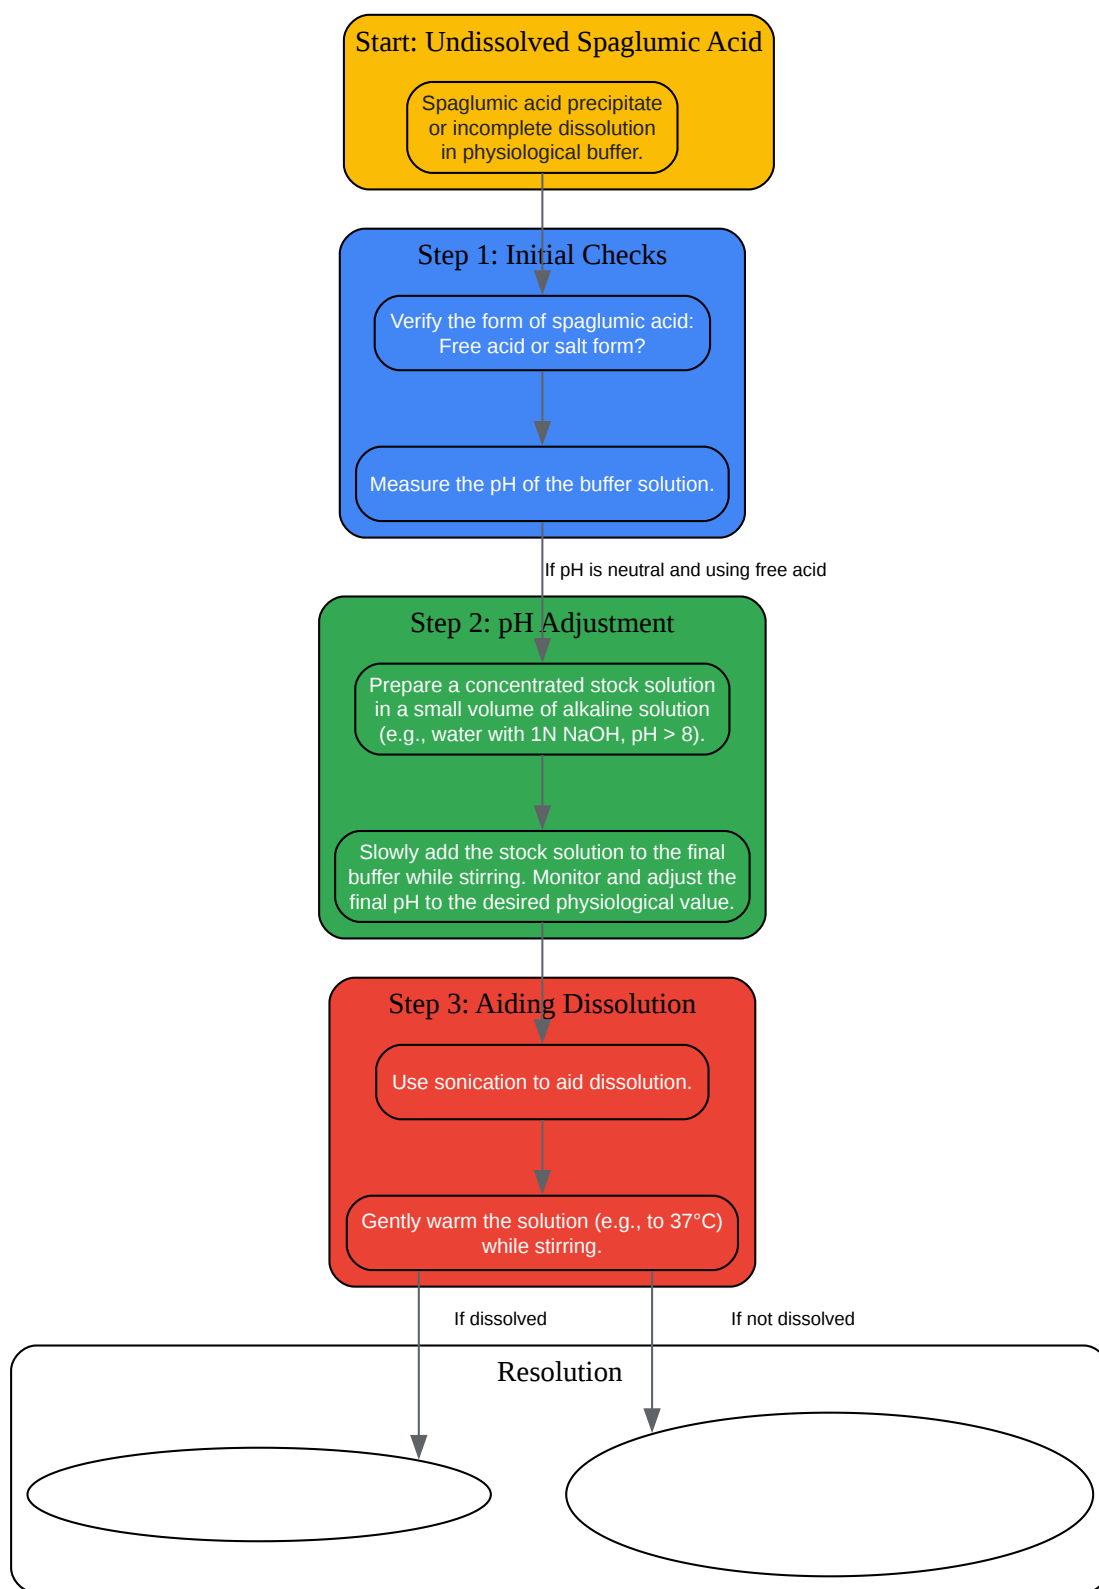 Start: Undissolved Spaglumic Acid
Spaglumic acid precipitate
or incomplete dissolution
in physiological buffer.
Step 1: Initial Checks
Verify the form of spaglumic acid:
Free acid or salt form?
Measure the pH of the buffer solution.
If pH is neutral and using free acid
Step 2: pH Adjustment
Prepare a concentrated stock solution
in a small volume of alkaline solution
(e.g., water with 1N NaOH, pH > 8).
Slowly add the stock solution to the final
buffer while stirring. Monitor and adjust the
final pH to the desired physiological value.
Step 3: Aiding Dissolution
Use sonication to aid dissolution.
Gently warm the solution (e.g., to 37°C)
while stirring.
If dissolved
If not dissolved
Resolution